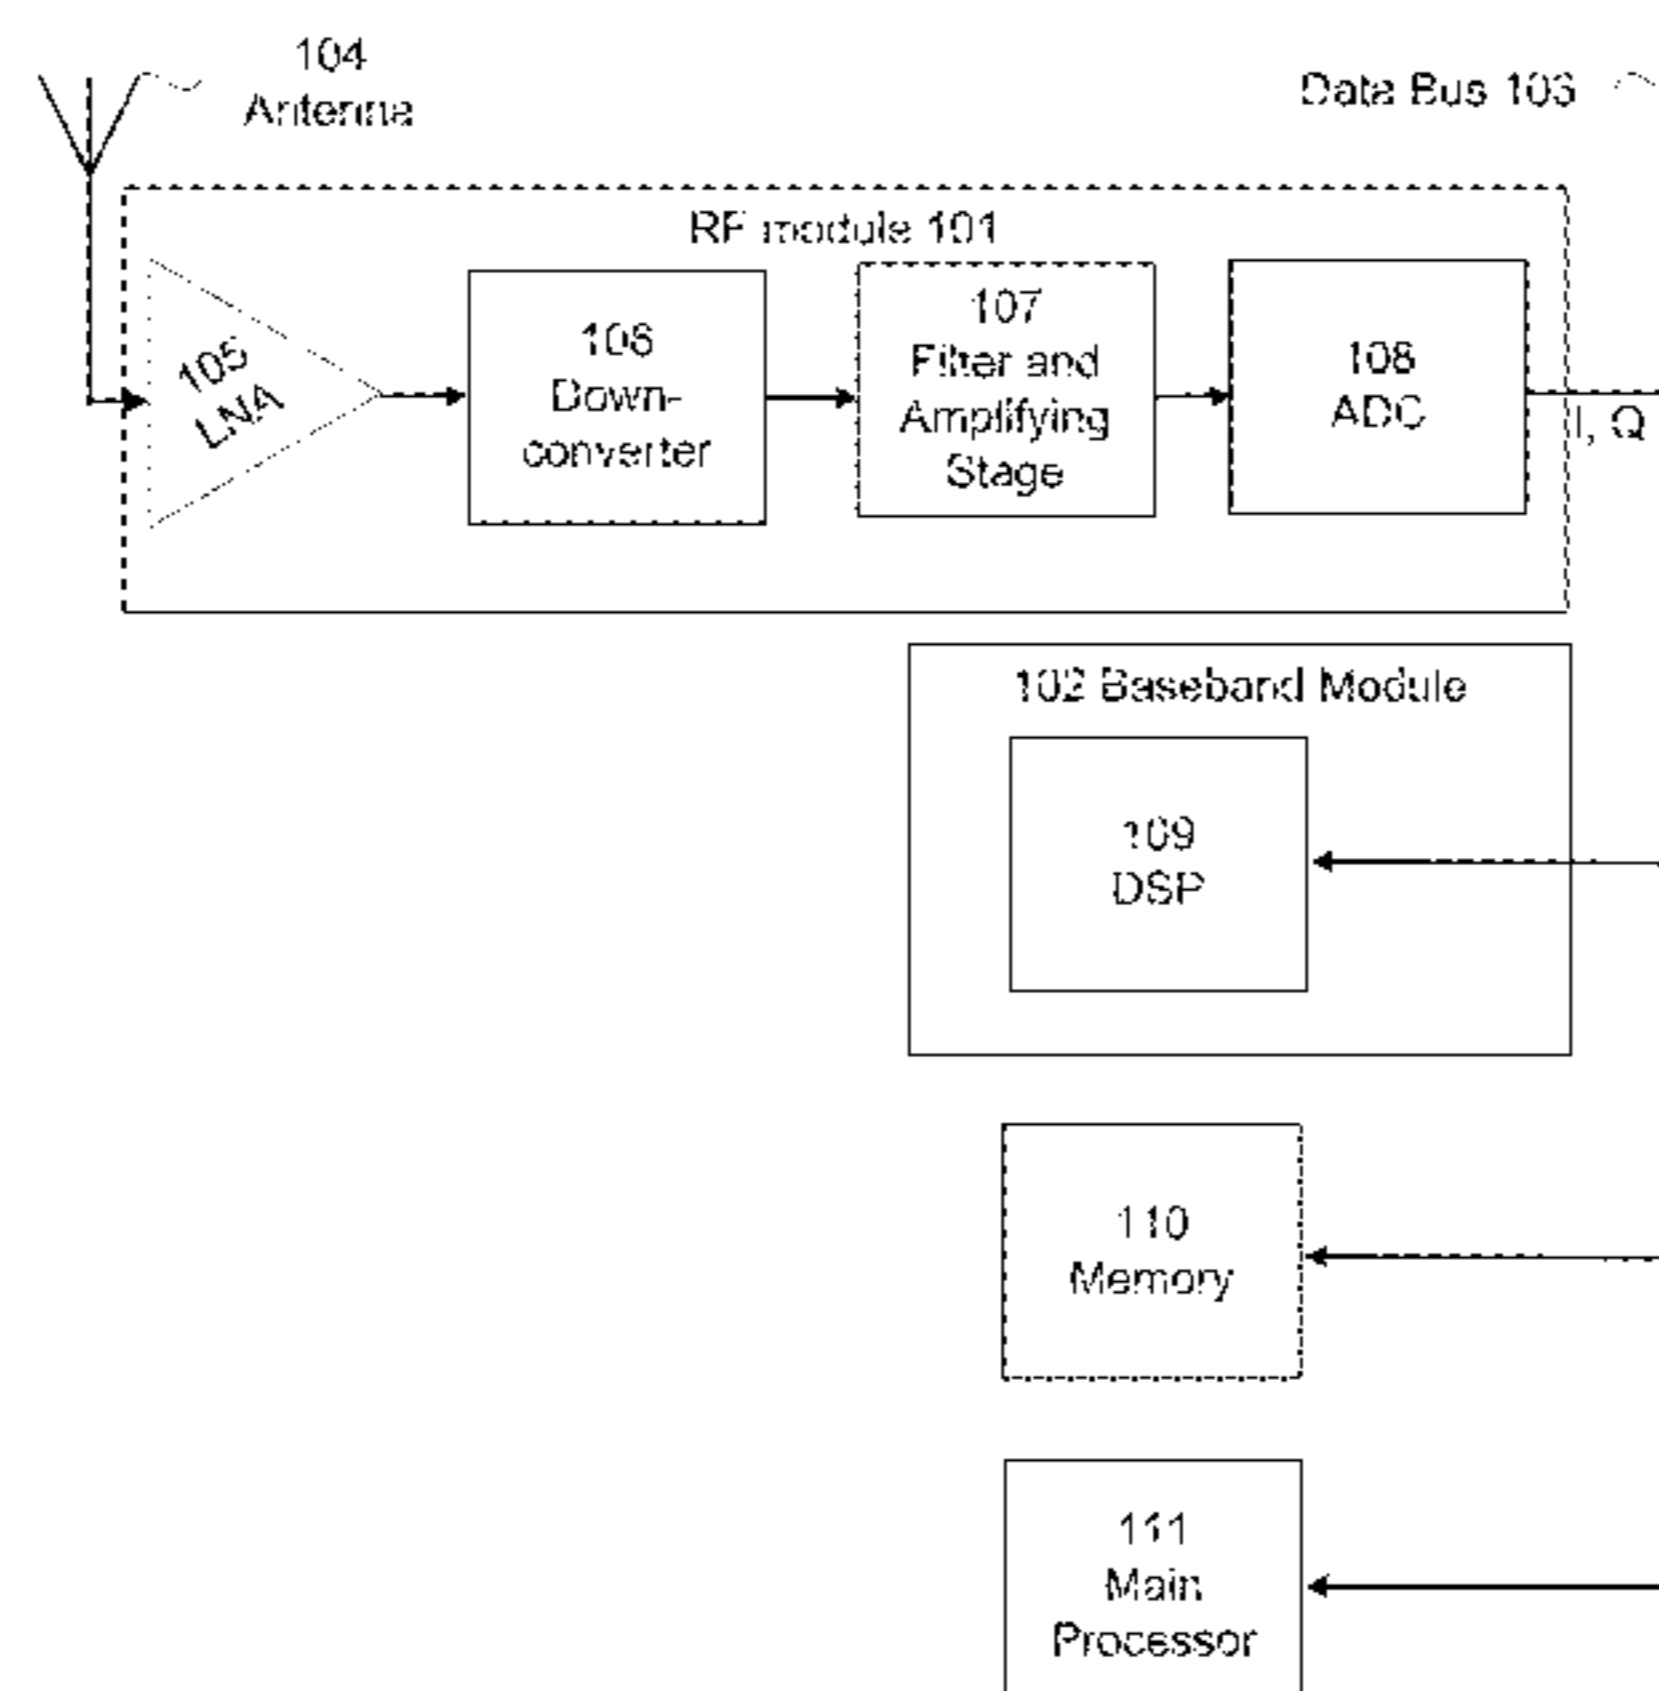 104
Antenna
Data Bus 103
RF module 101
105
LNA
106
Down-
converter
107
Filter and
Amplifying
Stage
108
ADC
I, Q
102 Baseband Module
109
DSP
110
Memory
111
Main
Processor